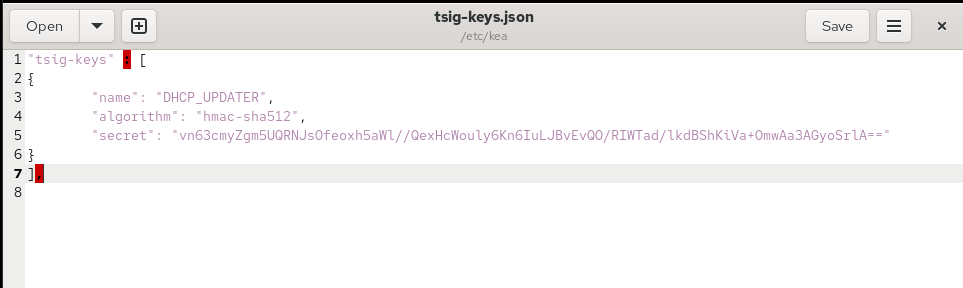 Open
tsig-keys.json
/etc/kea
Save
1 "tsig-keys" : [
2 {
3 "name": "DHCP_UPDATER",
4 "algorithm": "hmac-sha512",
5 "secret": "vn63cmyZgm5UQRNJsOfeoxh5aWl//QexHcWouly6Kn6IuLJBvEvQO/RIWTad/lkdBShKiVa+OmwAa3AGyoSrlA=="
6 }
7 ],
8